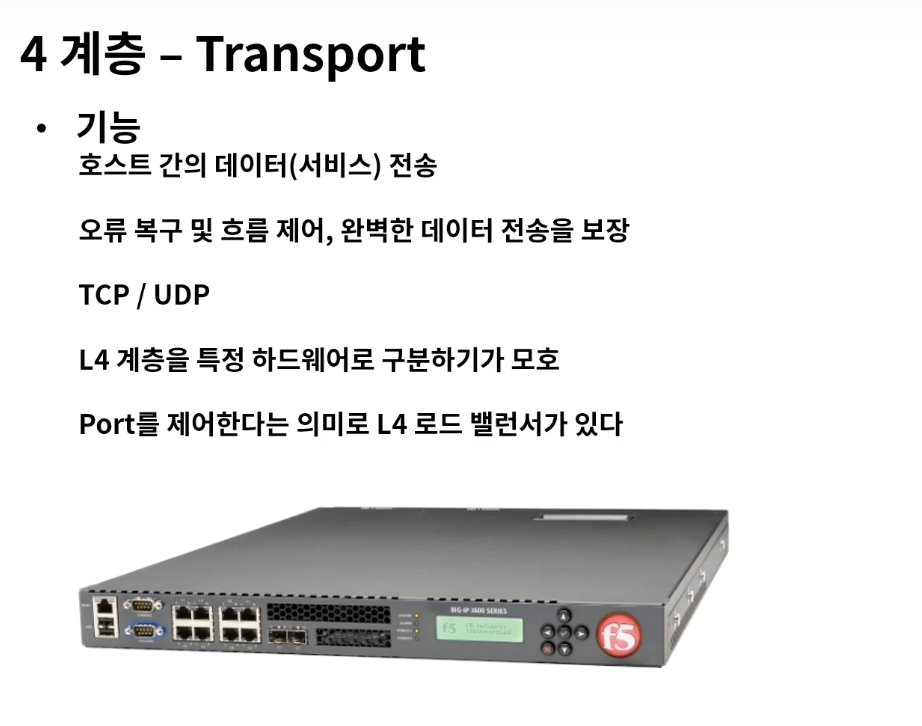 4 계층 – Transport
• 기능
호스트 간의 데이터(서비스) 전송
오류 복구 및 흐름 제어, 완벽한 데이터 전송을 보장
TCP / UDP
L4 계층을 특정 하드웨어로 구분하기가 모호
Port를 제어한다는 의미로 L4 로드 밸런서가 있다
BIG-IP 3600 SERIES
f5
f5